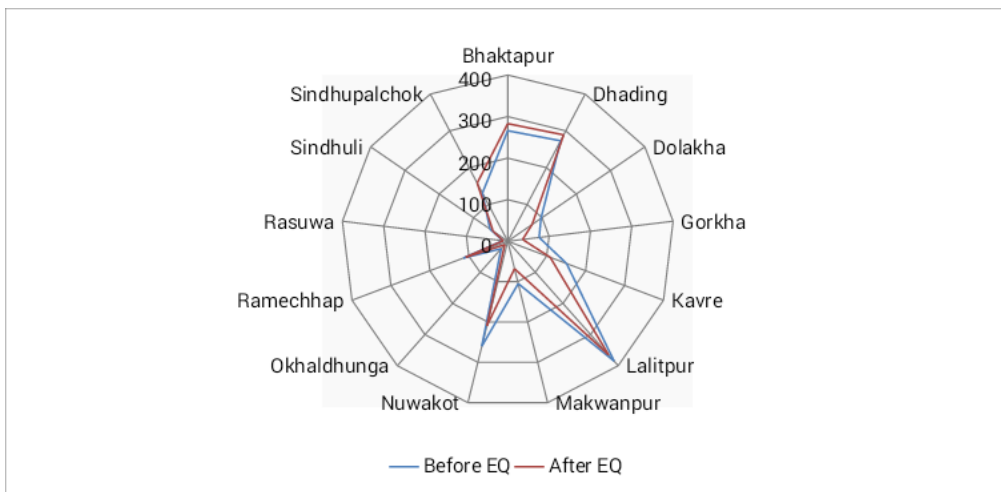 Bhaktapur
400
Sindhupalchok
Dhading
300
Sindhuli
Dolakha
200
100
Rasuwa
Gorkha
0
Ramechhap
Kavre
Okhaldhunga
Lalitpur
Nuwakot
Makwanpur
Before EQ
After EQ